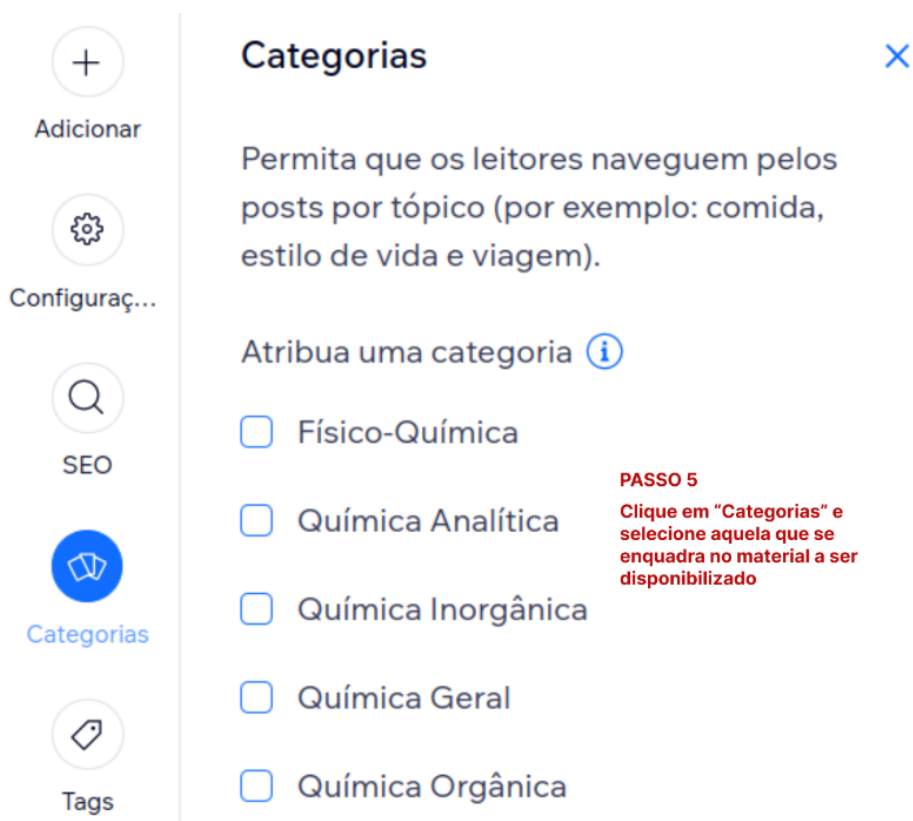 Adicionar
Configuraç...
SEO
Categorias
Tags
Categorias
Permita que os leitores naveguem pelos
posts por tópico (por exemplo: comida,
estilo de vida e viagem).
Atribua uma categoria
Físico-Química
Química Analítica
Química Inorgânica
Química Geral
Química Orgânica
PASSO 5
Clique em “Categorias” e
selecione aquela que se
enquadra no material a ser
disponibilizado